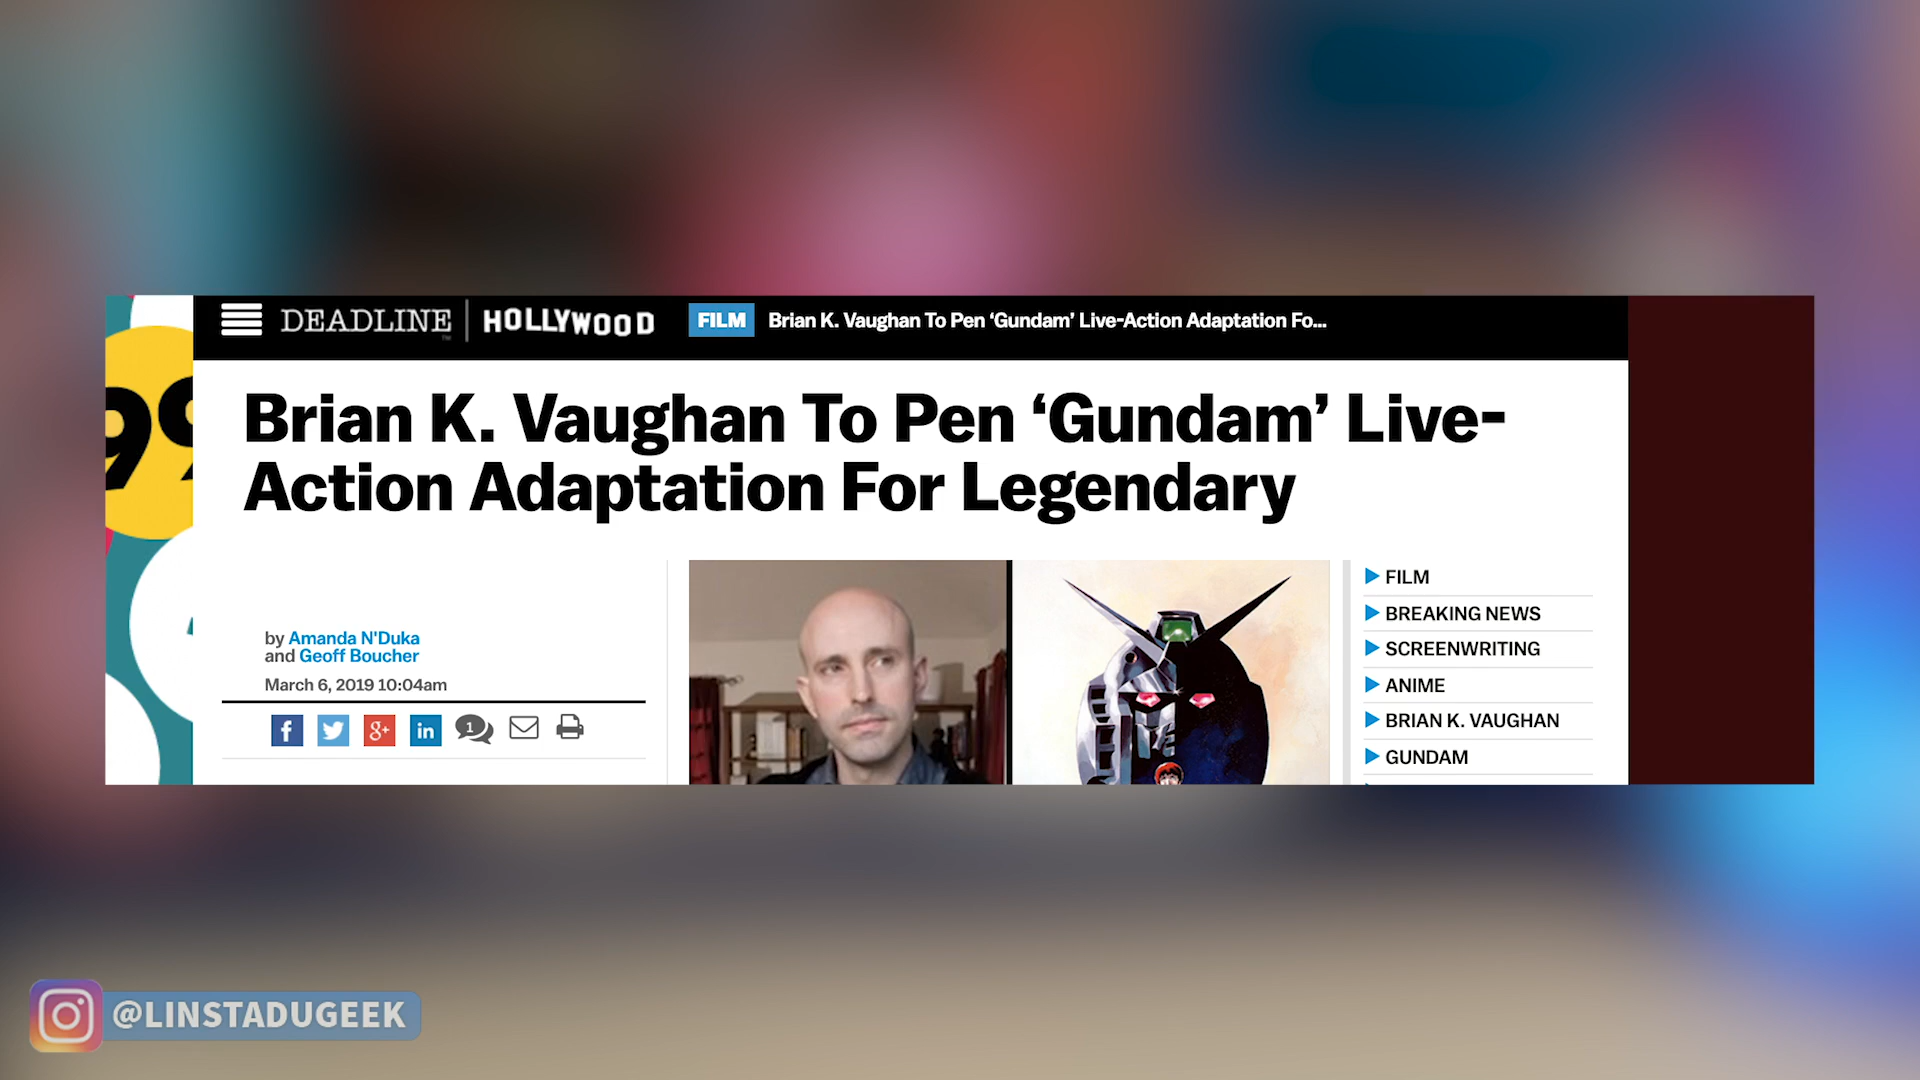 DEADLINE HOLLYWOOD FILM Brian K. Vaughan To Pen ‘Gundam’ Live-Action Adaptation Fo...
99
Brian K. Vaughan To Pen ‘Gundam’ Live-
Action Adaptation For Legendary
by Amanda N'Duka
and Geoff Boucher
March 6, 2019 10:04am
f g+ in 1
FILM
BREAKING NEWS
SCREENWRITING
ANIME
BRIAN K. VAUGHAN
GUNDAM
@LINSTADUGEEK